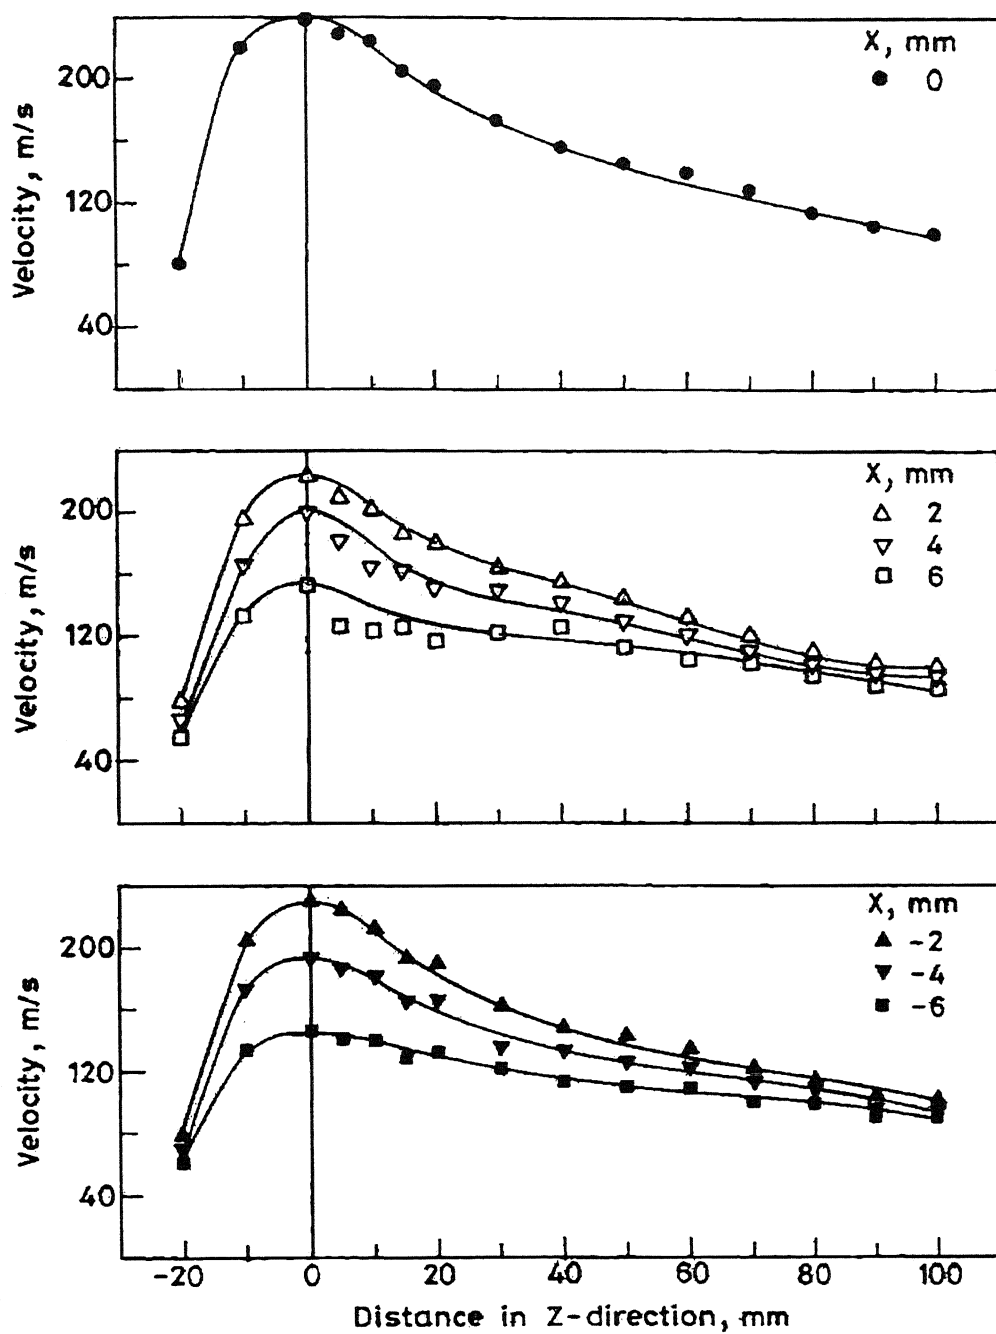 X, mm
● 0
200
120
40
Velocity, m/s
X, mm
△ 2
▽ 4
□ 6
200
120
40
Velocity, m/s
X, mm
▲ -2
▼ -4
■ -6
200
120
40
Velocity, m/s
-20 0 20 40 60 80 100
Distance in Z-direction, mm